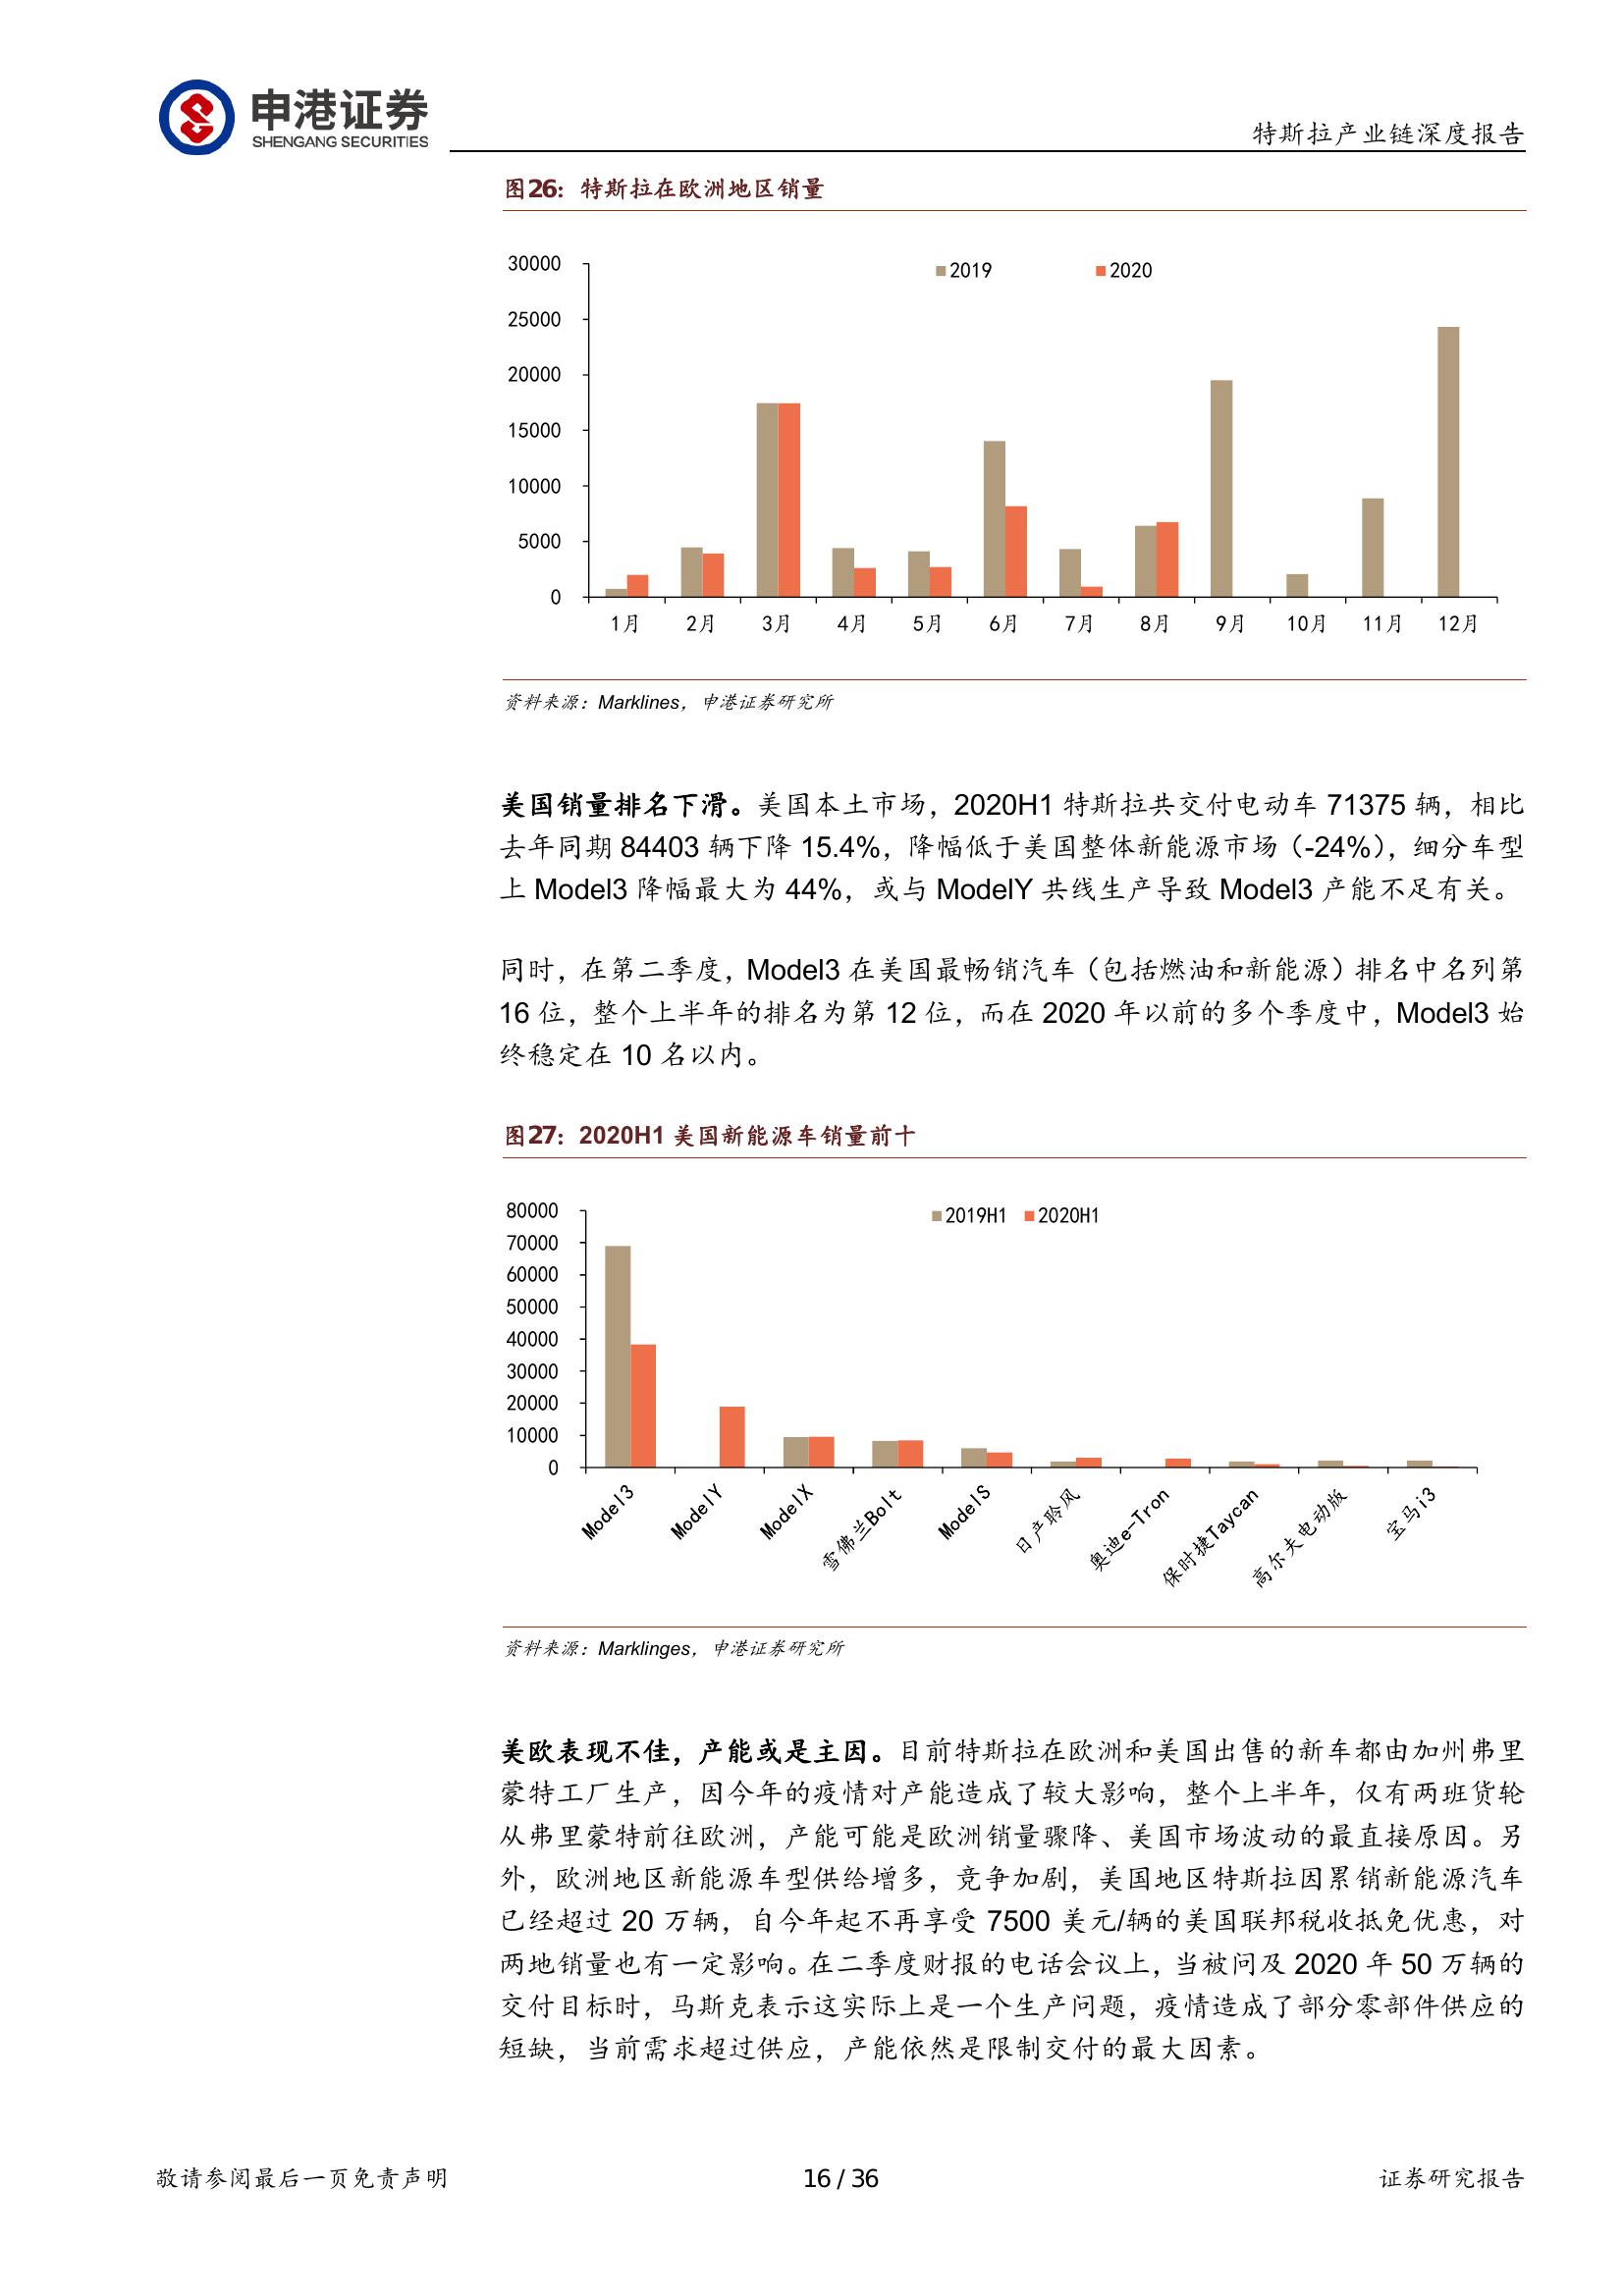 申港证券
SHENGANG SECURITIES
特斯拉产业链深度报告
图26：特斯拉在欧洲地区销量
2019 2020
30000
25000
20000
15000
10000
5000
0
1月 2月 3月 4月 5月 6月 7月 8月 9月 10月 11月 12月
资料来源：Marklines，申港证券研究所
美国销量排名下滑。美国本土市场，2020H1 特斯拉共交付电动车 71375 辆，相比
去年同期 84403 辆下降 15.4%，降幅低于美国整体新能源市场（-24%），细分车型
上 Model3 降幅最大为 44%，或与 ModelY 共线生产导致 Model3 产能不足有关。
同时，在第二季度，Model3 在美国最畅销汽车（包括燃油和新能源）排名中名列第
16 位，整个上半年的排名为第 12 位，而在 2020 年以前的多个季度中，Model3 始
终稳定在 10 名以内。
图27：2020H1 美国新能源车销量前十
2019H1 2020H1
80000
70000
60000
50000
40000
30000
20000
10000
0
Model3 ModelY ModelX 雪佛兰Bolt ModelS 日产聆风 奥迪e-Tron 保时捷Taycan 高尔夫电动版 宝马i3
资料来源：Marklinges，申港证券研究所
美欧表现不佳，产能或是主因。目前特斯拉在欧洲和美国出售的新车都由加州弗里
蒙特工厂生产，因今年的疫情对产能造成了较大影响，整个上半年，仅有两班货轮
从弗里蒙特前往欧洲，产能可能是欧洲销量骤降、美国市场波动的最直接原因。另
外，欧洲地区新能源车型供给增多，竞争加剧，美国地区特斯拉因累销新能源汽车
已经超过 20 万辆，自今年起不再享受 7500 美元/辆的美国联邦税收抵免优惠，对
两地销量也有一定影响。在二季度财报的电话会议上，当被问及 2020 年 50 万辆的
交付目标时，马斯克表示这实际上是一个生产问题，疫情造成了部分零部件供应的
短缺，当前需求超过供应，产能依然是限制交付的最大因素。
敬请参阅最后一页免责声明
16 / 36
证券研究报告